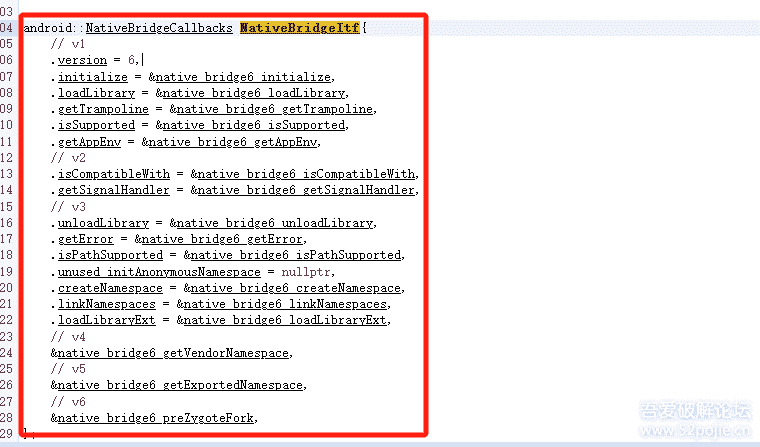 03
04 android::NativeBridgeCallbacks NativeBridgeItf{
05 // v1
06 .version = 6,
07 .initialize = &native_bridge6_initialize,
08 .loadLibrary = &native_bridge6_loadLibrary,
09 .getTrampoline = &native_bridge6_getTrampoline,
10 .isSupported = &native_bridge6_isSupported,
11 .getAppEnv = &native_bridge6_getAppEnv,
12 // v2
13 .isCompatibleWith = &native_bridge6_isCompatibleWith,
14 .getSignalHandler = &native_bridge6_getSignalHandler,
15 // v3
16 .unloadLibrary = &native_bridge6_unloadLibrary,
17 .getError = &native_bridge6_getError,
18 .isPathSupported = &native_bridge6_isPathSupported,
19 .unused_initAnonymousNamespace = nullptr,
20 .createNamespace = &native_bridge6_createNamespace,
21 .linkNamespaces = &native_bridge6_linkNamespaces,
22 .loadLibraryExt = &native_bridge6_loadLibraryExt,
23 // v4
24 &native_bridge6_getVendorNamespace,
25 // v5
26 &native_bridge6_getExportedNamespace,
27 // v6
28 &native_bridge6_preZygoteFork,
29 };
吾爱破解论坛
www.52pojie.cn